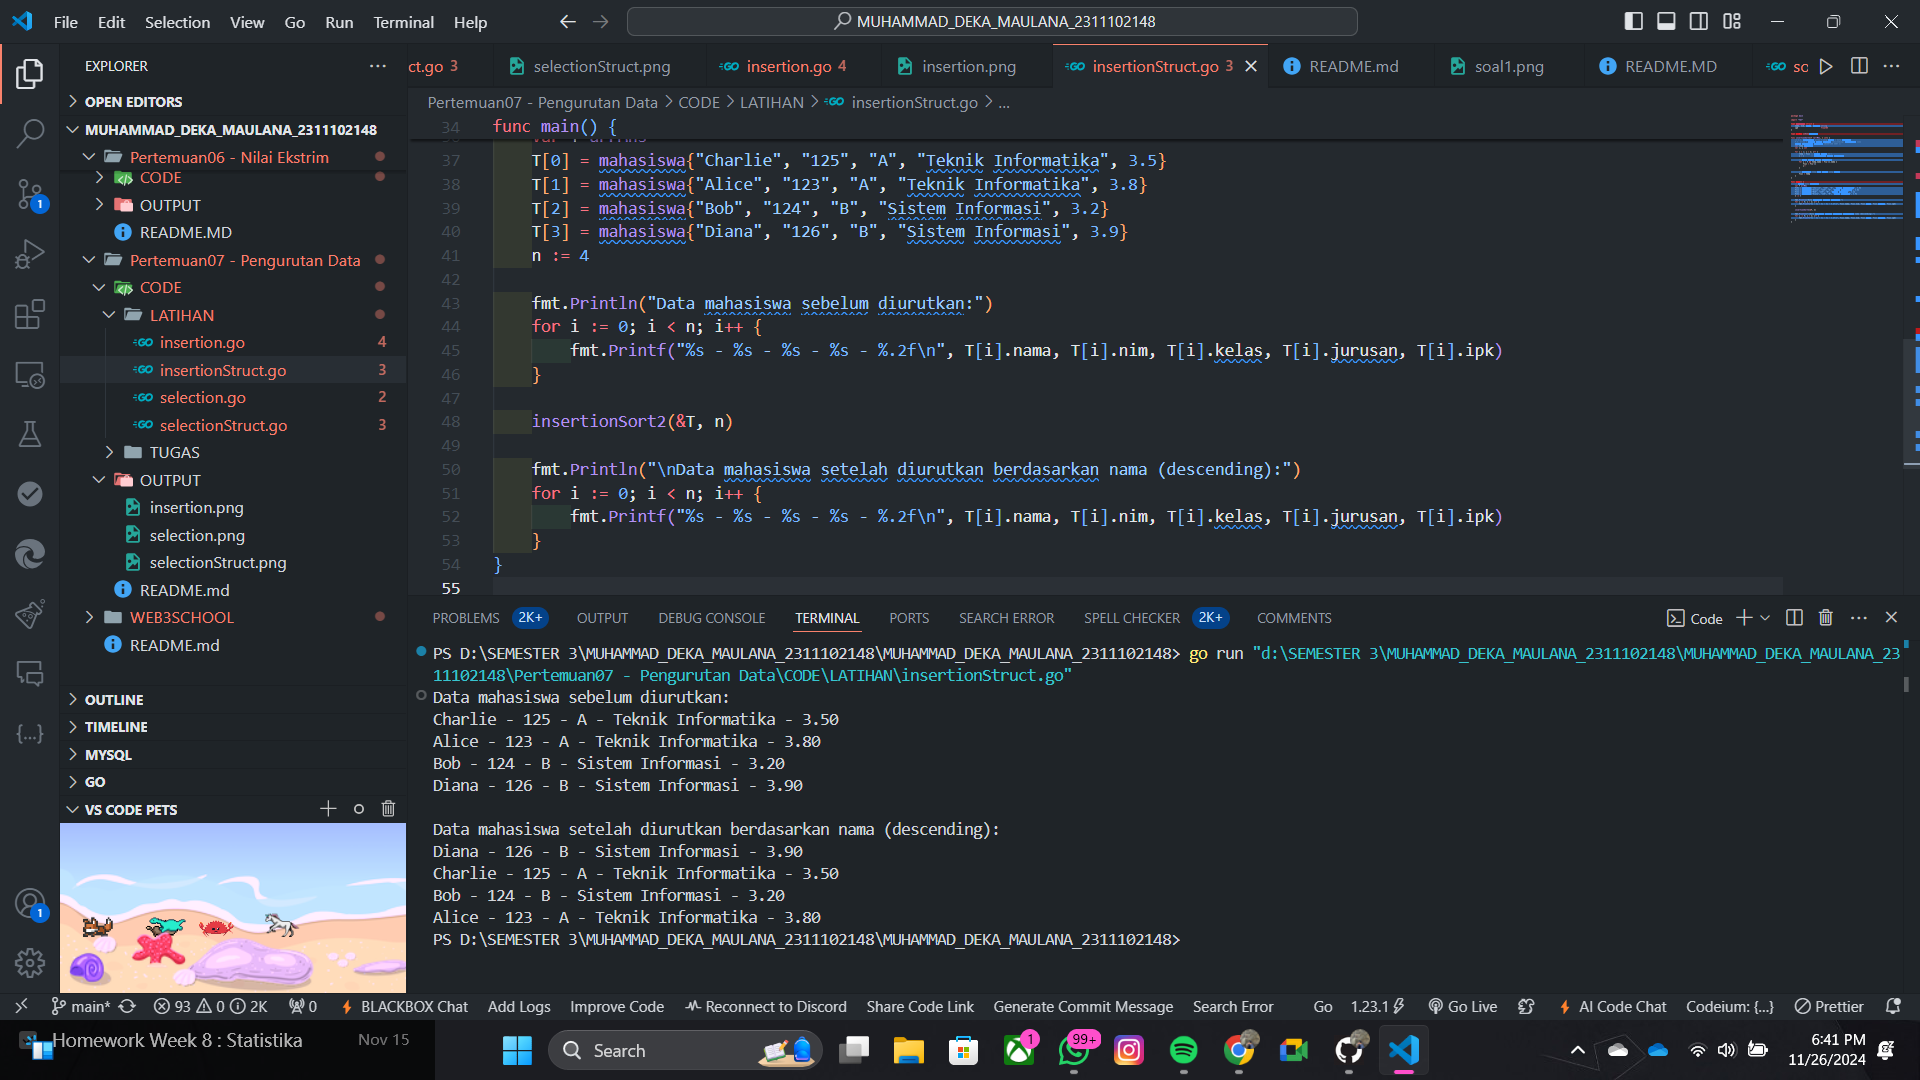 File Edit Selection View Go Run Terminal Help
MUHAMMAD_DEKA_MAULANA_2311102148
EXPLORER
OPEN EDITORS
MUHAMMAD_DEKA_MAULANA_2311102148
Pertemuan06 - Nilai Ekstrim
CODE
OUTPUT
README.MD
Pertemuan07 - Pengurutan Data
CODE
LATIHAN
insertion.go 4
insertionStruct.go 3
selection.go 2
selectionStruct.go 3
TUGAS
OUTPUT
insertion.png
selection.png
selectionStruct.png
README.md
WEB3SCHOOL
README.md
OUTLINE
TIMELINE
MYSQL
GO
VS CODE PETS
1
1
ct.go 3 selectionStruct.png insertion.go 4 insertion.png insertionStruct.go 3 README.md soal1.png README.MD so
Pertemuan07 - Pengurutan Data > CODE > LATIHAN > insertionStruct.go > ...
34 func main() {
37 T[0] = mahasiswa{"Charlie", "125", "A", "Teknik Informatika", 3.5}
38 T[1] = mahasiswa{"Alice", "123", "A", "Teknik Informatika", 3.8}
39 T[2] = mahasiswa{"Bob", "124", "B", "Sistem Informasi", 3.2}
40 T[3] = mahasiswa{"Diana", "126", "B", "Sistem Informasi", 3.9}
41 n := 4
42
43 fmt.Println("Data mahasiswa sebelum diurutkan:")
44 for i := 0; i < n; i++ {
45 fmt.Printf("%s - %s - %s - %s - %.2f\n", T[i].nama, T[i].nim, T[i].kelas, T[i].jurusan, T[i].ipk)
46 }
47
48 insertionSort2(&T, n)
49
50 fmt.Println("\nData mahasiswa setelah diurutkan berdasarkan nama (descending):")
51 for i := 0; i < n; i++ {
52 fmt.Printf("%s - %s - %s - %s - %.2f\n", T[i].nama, T[i].nim, T[i].kelas, T[i].jurusan, T[i].ipk)
53 }
54 }
55
PROBLEMS 2K+ OUTPUT DEBUG CONSOLE TERMINAL PORTS SEARCH ERROR SPELL CHECKER 2K+ COMMENTS Code
PS D:\SEMESTER 3\MUHAMMAD_DEKA_MAULANA_2311102148\MUHAMMAD_DEKA_MAULANA_2311102148> go run "d:\SEMESTER 3\MUHAMMAD_DEKA_MAULANA_2311102148\MUHAMMAD_DEKA_MAULANA_23
11102148\Pertemuan07 - Pengurutan Data\CODE\LATIHAN\insertionStruct.go"
Data mahasiswa sebelum diurutkan:
Charlie - 125 - A - Teknik Informatika - 3.50
Alice - 123 - A - Teknik Informatika - 3.80
Bob - 124 - B - Sistem Informasi - 3.20
Diana - 126 - B - Sistem Informasi - 3.90

Data mahasiswa setelah diurutkan berdasarkan nama (descending):
Diana - 126 - B - Sistem Informasi - 3.90
Charlie - 125 - A - Teknik Informatika - 3.50
Bob - 124 - B - Sistem Informasi - 3.20
Alice - 123 - A - Teknik Informatika - 3.80
PS D:\SEMESTER 3\MUHAMMAD_DEKA_MAULANA_2311102148\MUHAMMAD_DEKA_MAULANA_2311102148>
main* 93 0 2K 0 BLACKBOX Chat Add Logs Improve Code Reconnect to Discord Share Code Link Generate Commit Message Search Error Go 1.23.1 Go Live AI Code Chat Codeium: {...} Prettier
Homework Week 8 : Statistika Nov 15
Search
1 99+
6:41 PM
11/26/2024